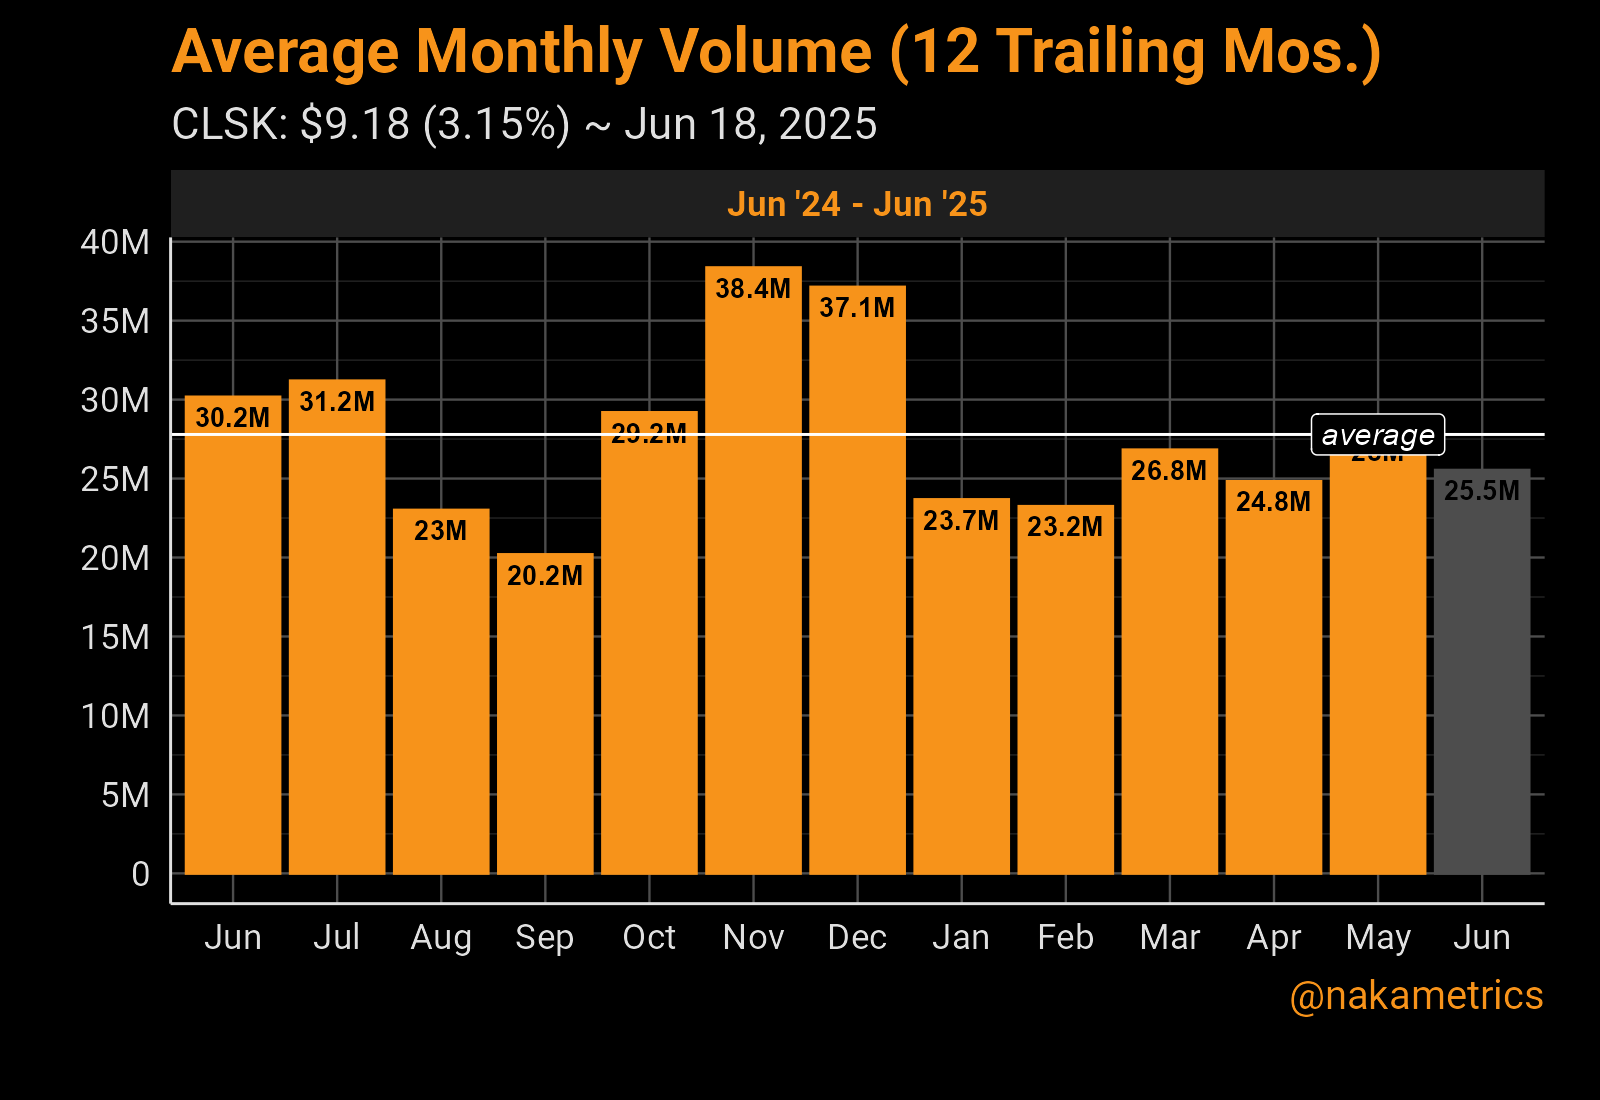 Average Monthly Volume (12 Trailing Mos.)
CLSK: $9.18 (3.15%) ~ Jun 18, 2025
Jun '24 - Jun '25
40M
35M
30M
25M
20M
15M
10M
5M
0
30.2M
31.2M
23M
20.2M
29.2M
38.4M
37.1M
23.7M
23.2M
26.8M
24.8M
average
25.5M
Jun Jul Aug Sep Oct Nov Dec Jan Feb Mar Apr May Jun
@nakametrics